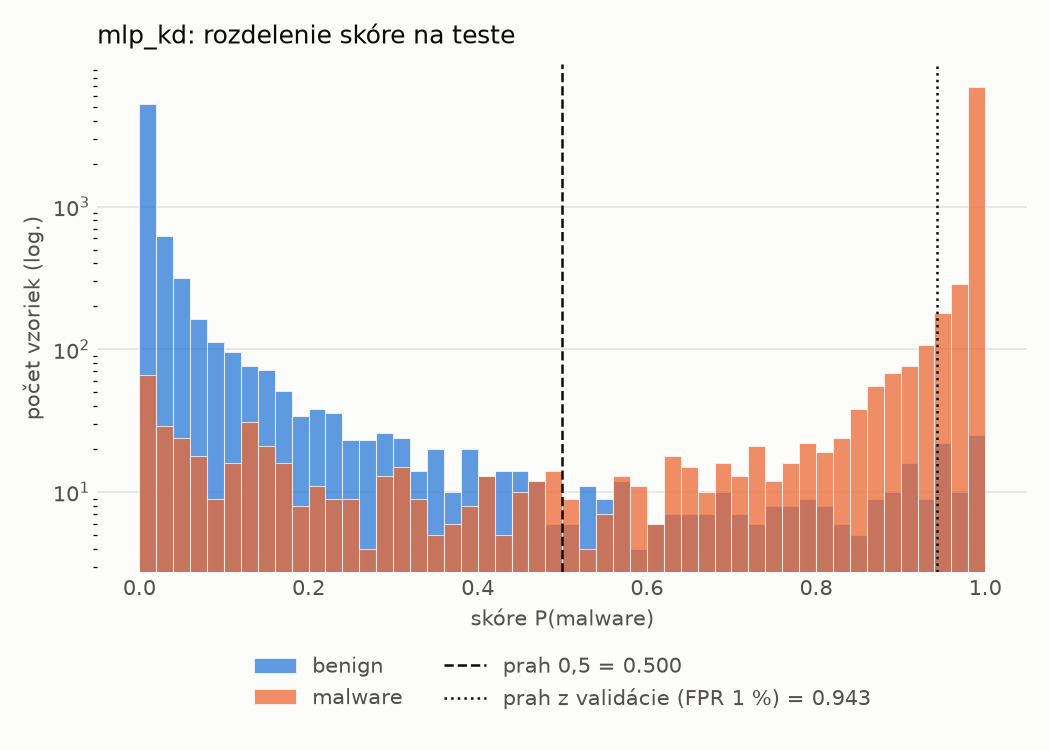 mlp_kd: rozdelenie skóre na teste
počet vzoriek (log.)
10³
10²
10¹
0.0 0.2 0.4 0.6 0.8 1.0
skóre P(malware)
benign
malware
prah 0,5 = 0.500
prah z validácie (FPR 1 %) = 0.943